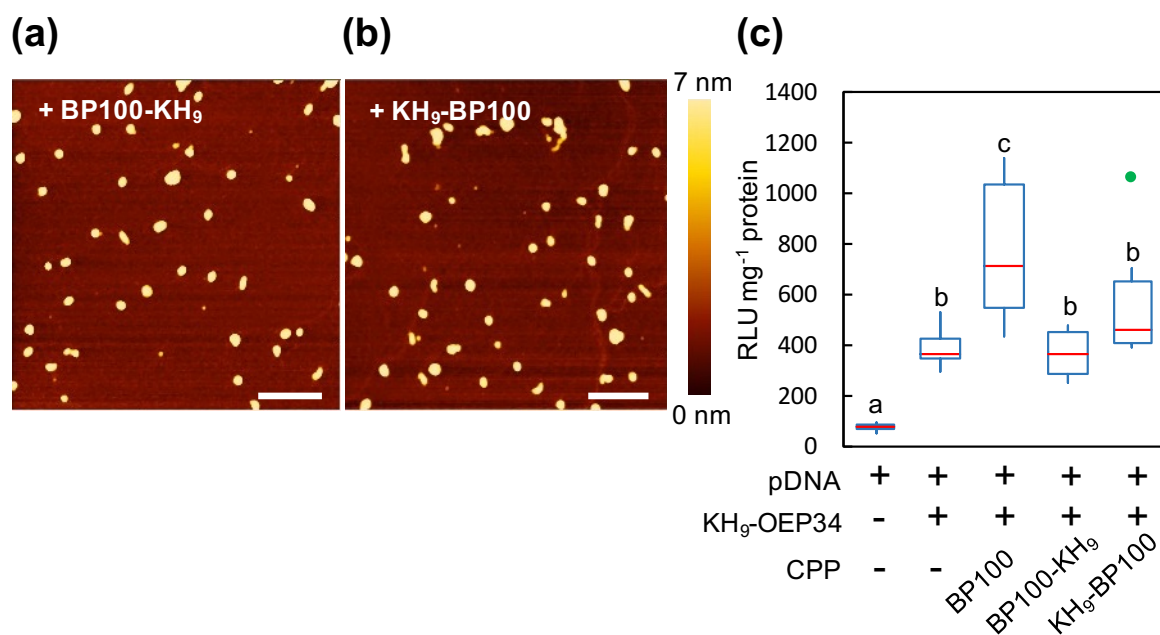 (a) (b) (c)
+ BP100-KH₉
+ KH₉-BP100
7 nm
0 nm
RLU mg⁻¹ protein
1400
1200
1000
800
600
400
200
0
a
b
c
b
b
pDNA + + + + +
KH₉-OEP34 - + + + +
CPP - - BP100 BP100-KH₉ KH₉-BP100